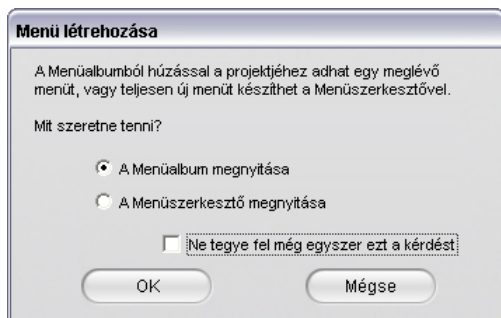 Menü létrehozása
A Menüalbumból húzással a projektjéhez adhat egy meglévő
menüt, vagy teljesen új menüt készíthet a Menüszerkesztővel.
Mit szeretne tenni?
A Menüalbum megnyitása
A Menüszerkesztő megnyitása
Ne tegye fel még egyszer ezt a kérdést
OK Mégse